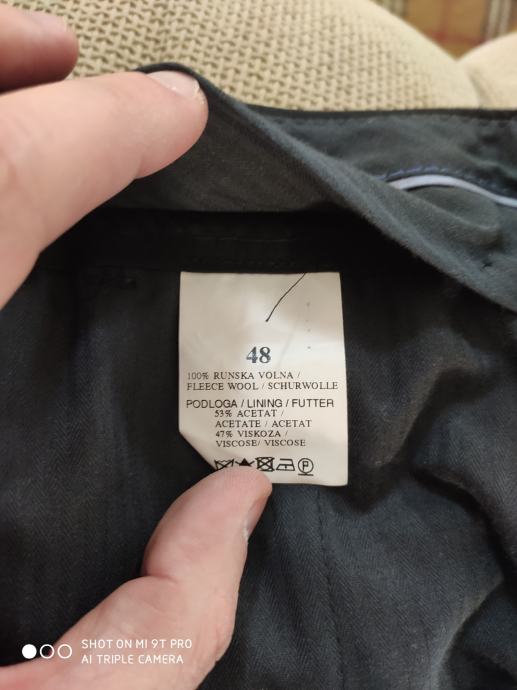 48
100% RUNSKA VOLNA /
FLEECE WOOL / SCHURWOLLE
PODLOGA / LINING / FUTTER
53% ACETAT /
ACETATE / ACETAT
47% VISKOZA /
VISCOSE/ VISCOSE
P
SHOT ON MI 9T PRO
AI TRIPLE CAMERA